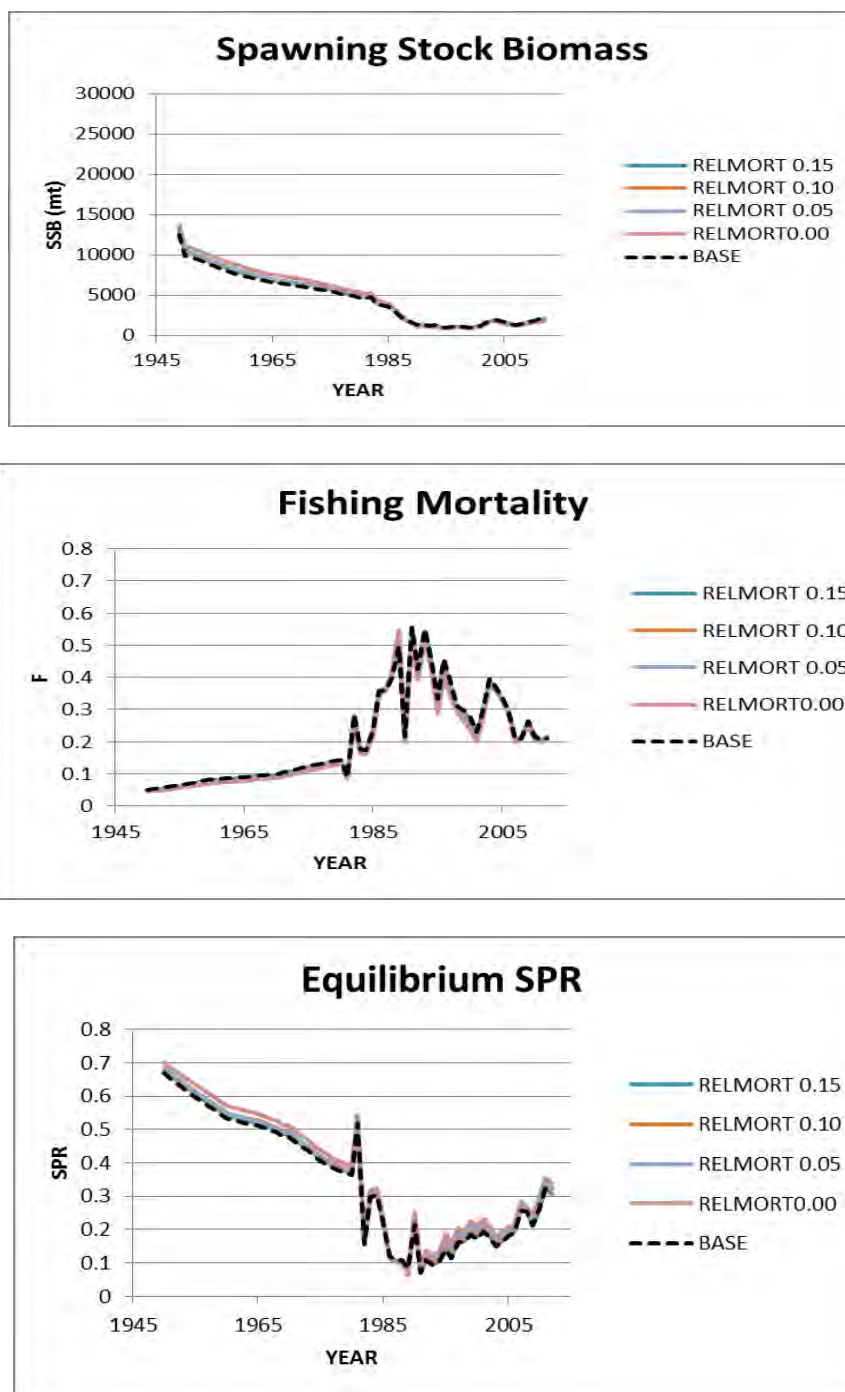 Spawning Stock Biomass
30000
25000
20000
15000
10000
5000
0
SSB (mt)
1945 1965 1985 2005
YEAR
RELMORT 0.15
RELMORT 0.10
RELMORT 0.05
RELMORT0.00
BASE
Fishing Mortality
0.8
0.7
0.6
0.5
0.4
0.3
0.2
0.1
0
F
1945 1965 1985 2005
YEAR
RELMORT 0.15
RELMORT 0.10
RELMORT 0.05
RELMORT0.00
BASE
Equilibrium SPR
0.8
0.7
0.6
0.5
0.4
0.3
0.2
0.1
0
SPR
1945 1965 1985 2005
YEAR
RELMORT 0.15
RELMORT 0.10
RELMORT 0.05
RELMORT0.00
BASE